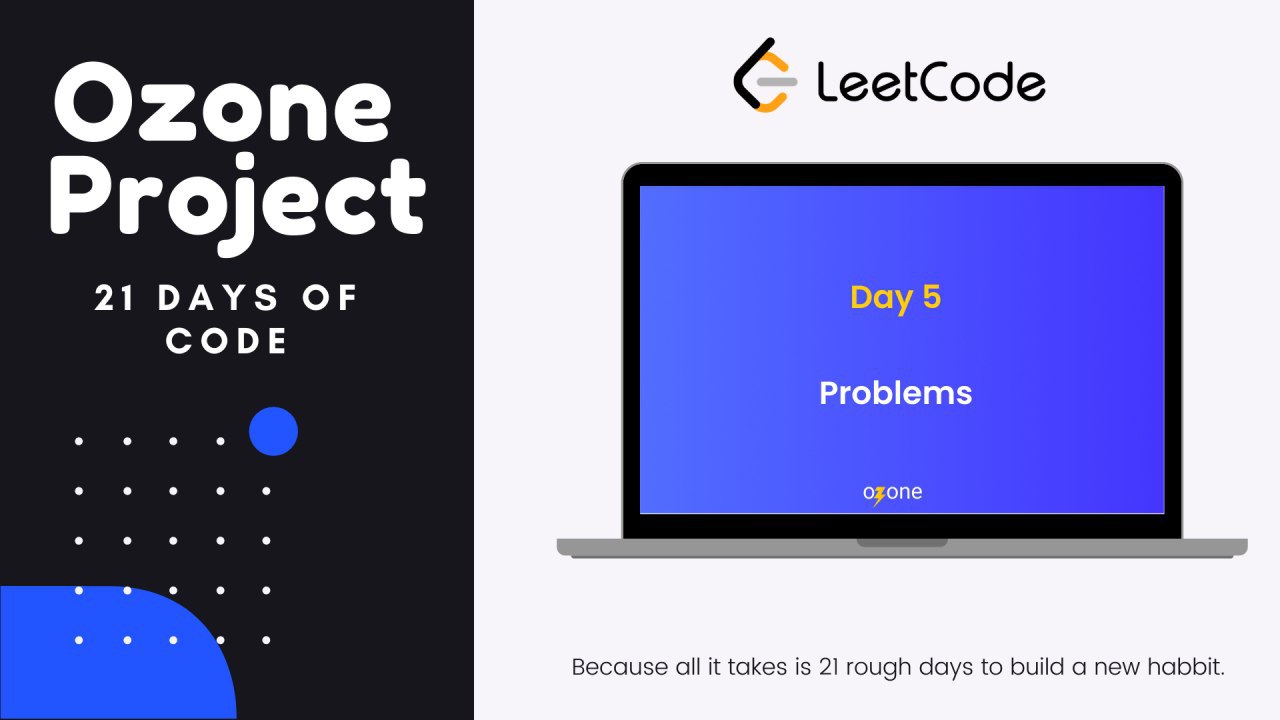 Ozone
Project
21 DAYS OF
CODE
LeetCode
Day 5
Problems
ozone
Because all it takes is 21 rough days to build a new habbit.